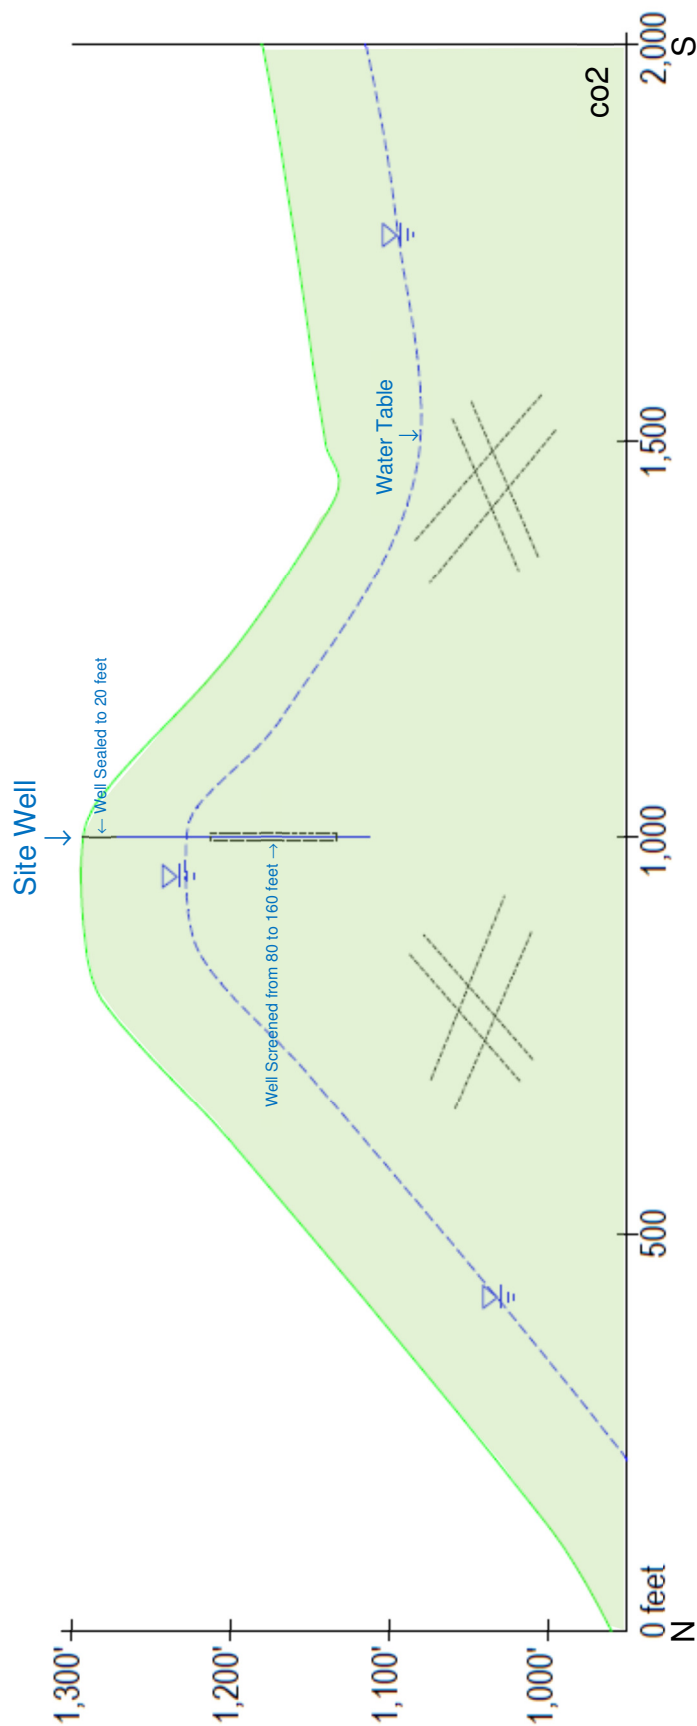 Site Well
← Well Sealed to 20 feet
Well Screened from 80 to 160 feet →
Water Table
co2
1,300'
1,200'
1,100'
1,000'
0 feet
500
1,000
1,500
2,000
N
S